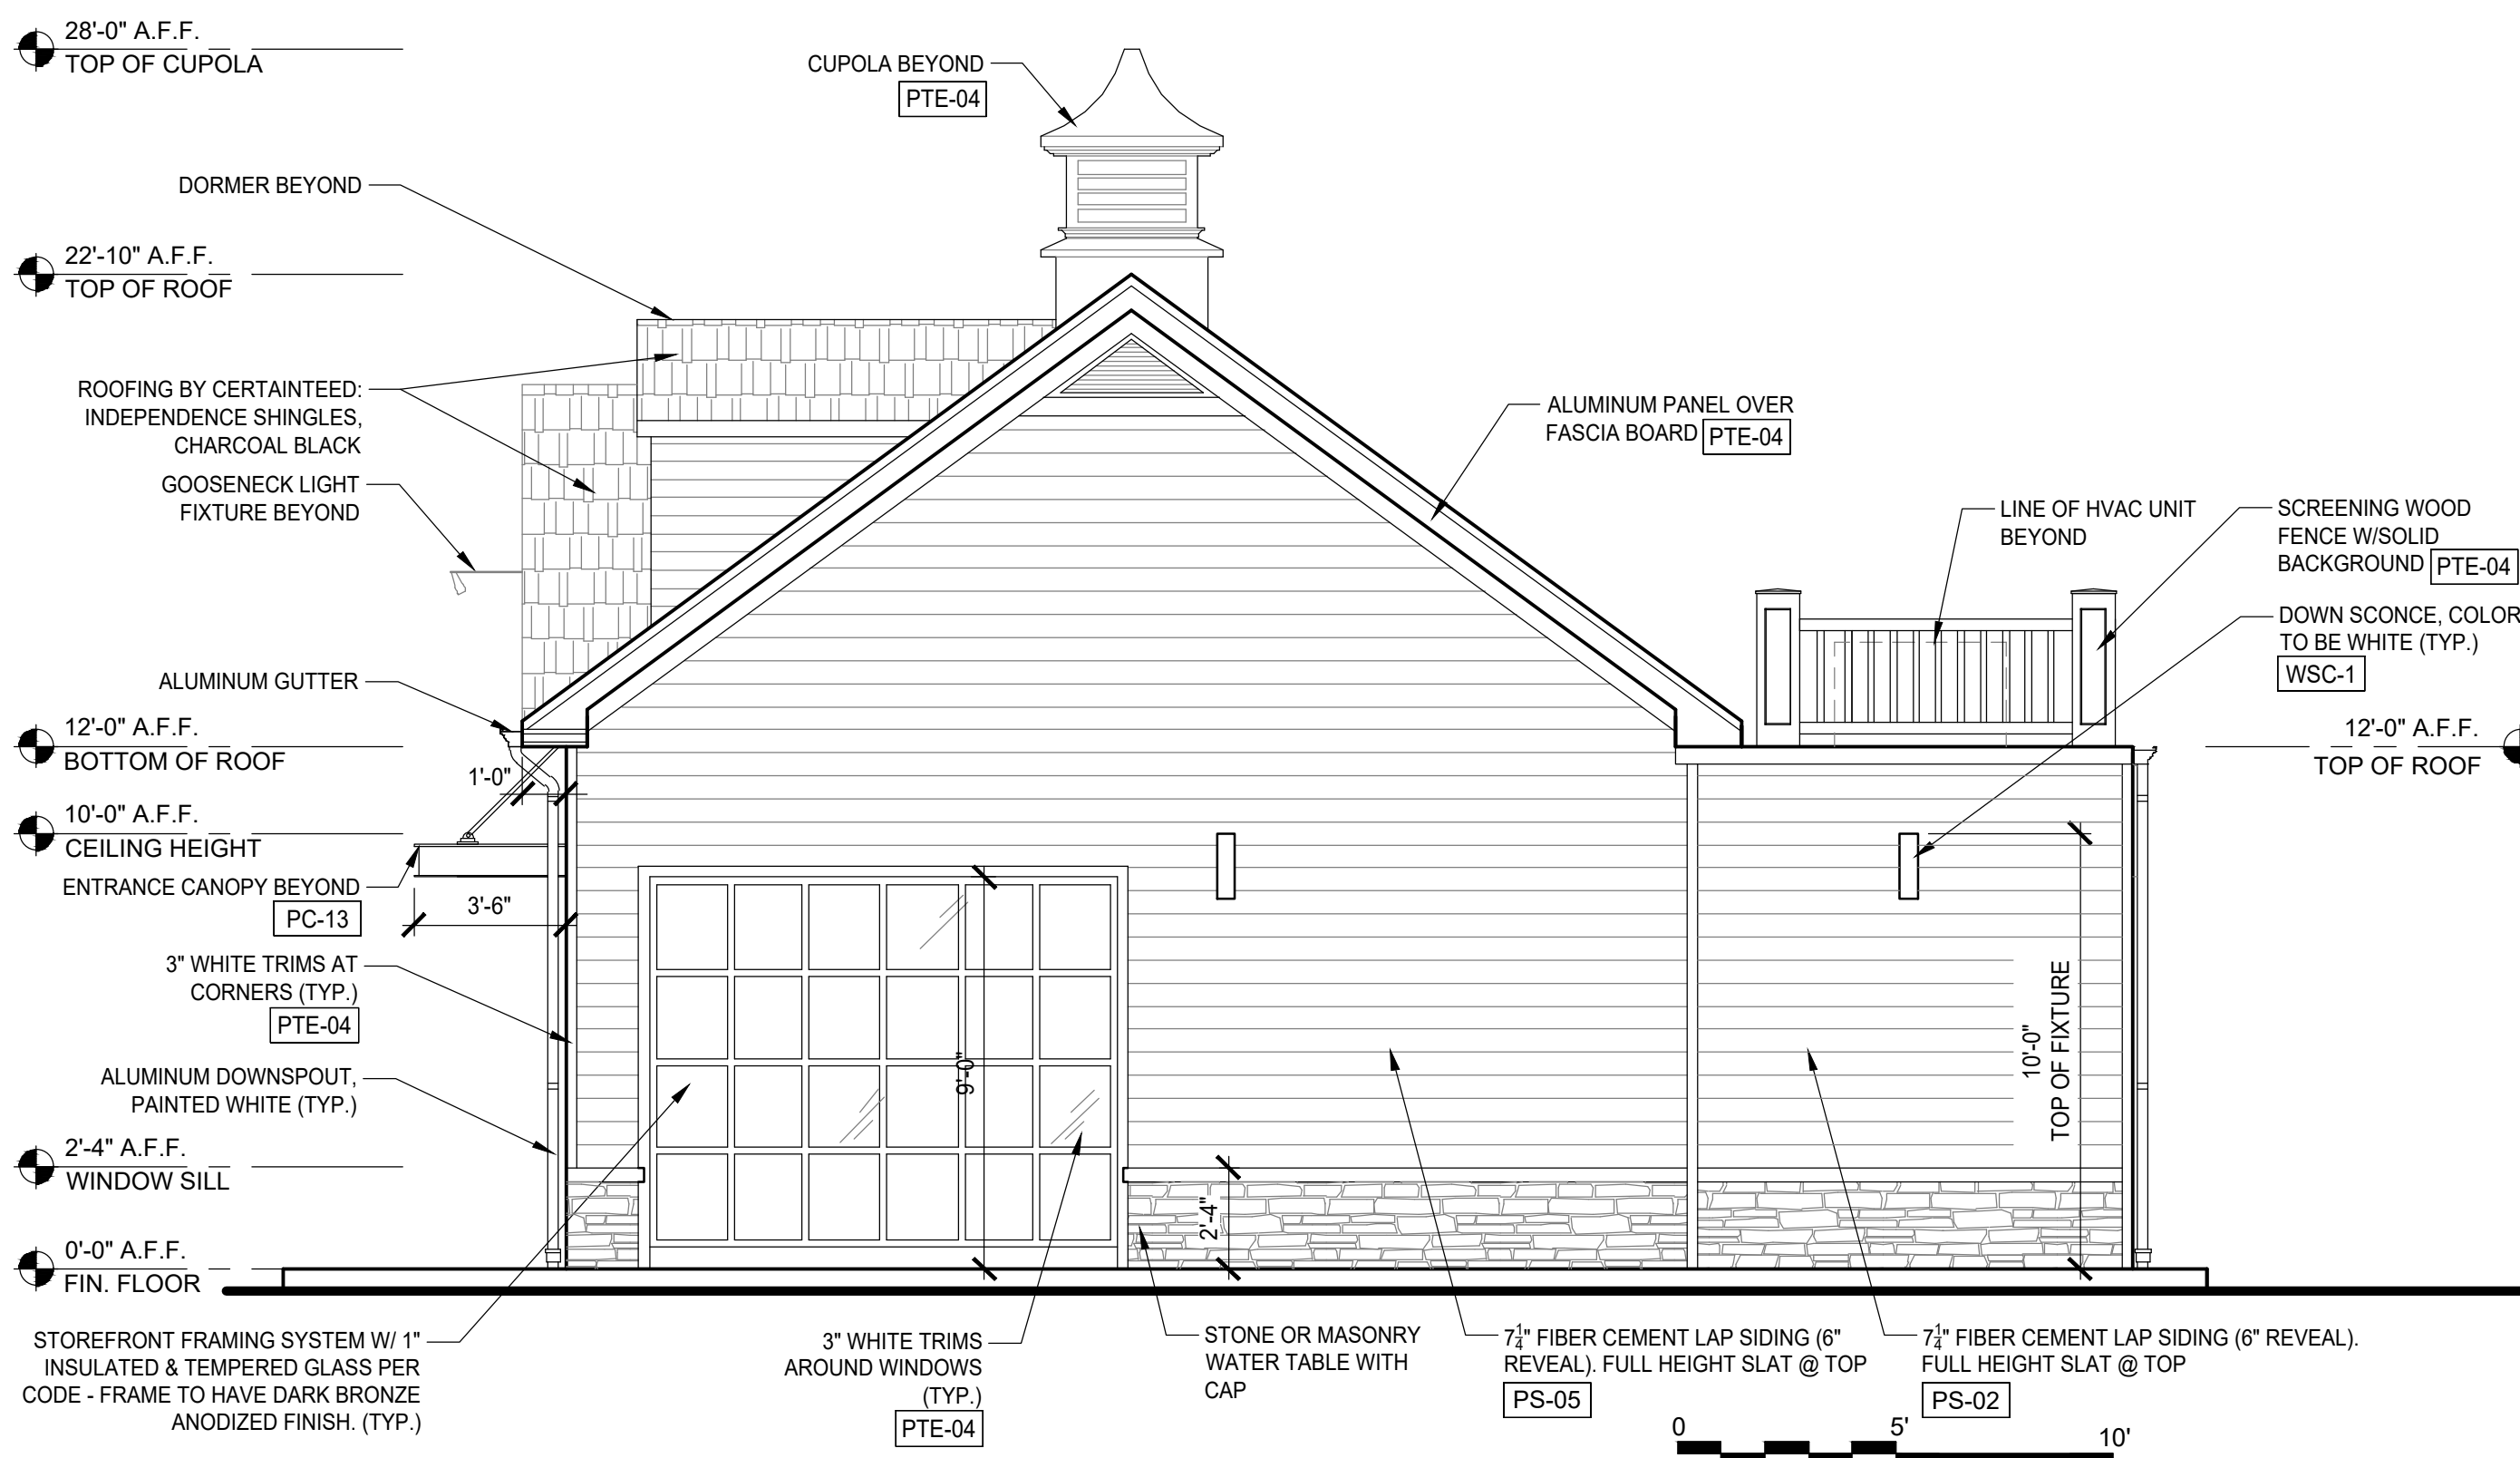 28'-0" A.F.F.
TOP OF CUPOLA
CUPOLA BEYOND
PTE-04
DORMER BEYOND
22'-10" A.F.F.
TOP OF ROOF
ROOFING BY CERTAINTEED:
INDEPENDENCE SHINGLES,
CHARCOAL BLACK
GOOSENECK LIGHT
FIXTURE BEYOND
ALUMINUM PANEL OVER
FASCIA BOARD PTE-04
LINE OF HVAC UNIT
BEYOND
SCREENING WOOD
FENCE W/SOLID
BACKGROUND PTE-04
DOWN SCONCE, COLOR
TO BE WHITE (TYP.)
WSC-1
ALUMINUM GUTTER
12'-0" A.F.F.
BOTTOM OF ROOF
12'-0" A.F.F.
TOP OF ROOF
1'-0"
10'-0" A.F.F.
CEILING HEIGHT
ENTRANCE CANOPY BEYOND
PC-13
3'-6"
3" WHITE TRIMS AT
CORNERS (TYP.)
PTE-04
9'-0"
10'-0"
TOP OF FIXTURE
ALUMINUM DOWNSPOUT,
PAINTED WHITE (TYP.)
2'-4" A.F.F.
WINDOW SILL
2'-4"
0'-0" A.F.F.
FIN. FLOOR
STOREFRONT FRAMING SYSTEM W/ 1"
INSULATED & TEMPERED GLASS PER
CODE - FRAME TO HAVE DARK BRONZE
ANODIZED FINISH. (TYP.)
3" WHITE TRIMS
AROUND WINDOWS
(TYP.)
PTE-04
STONE OR MASONRY
WATER TABLE WITH
CAP
7¼" FIBER CEMENT LAP SIDING (6"
REVEAL). FULL HEIGHT SLAT @ TOP
PS-05
7¼" FIBER CEMENT LAP SIDING (6" REVEAL).
FULL HEIGHT SLAT @ TOP
PS-02
0 5' 10'